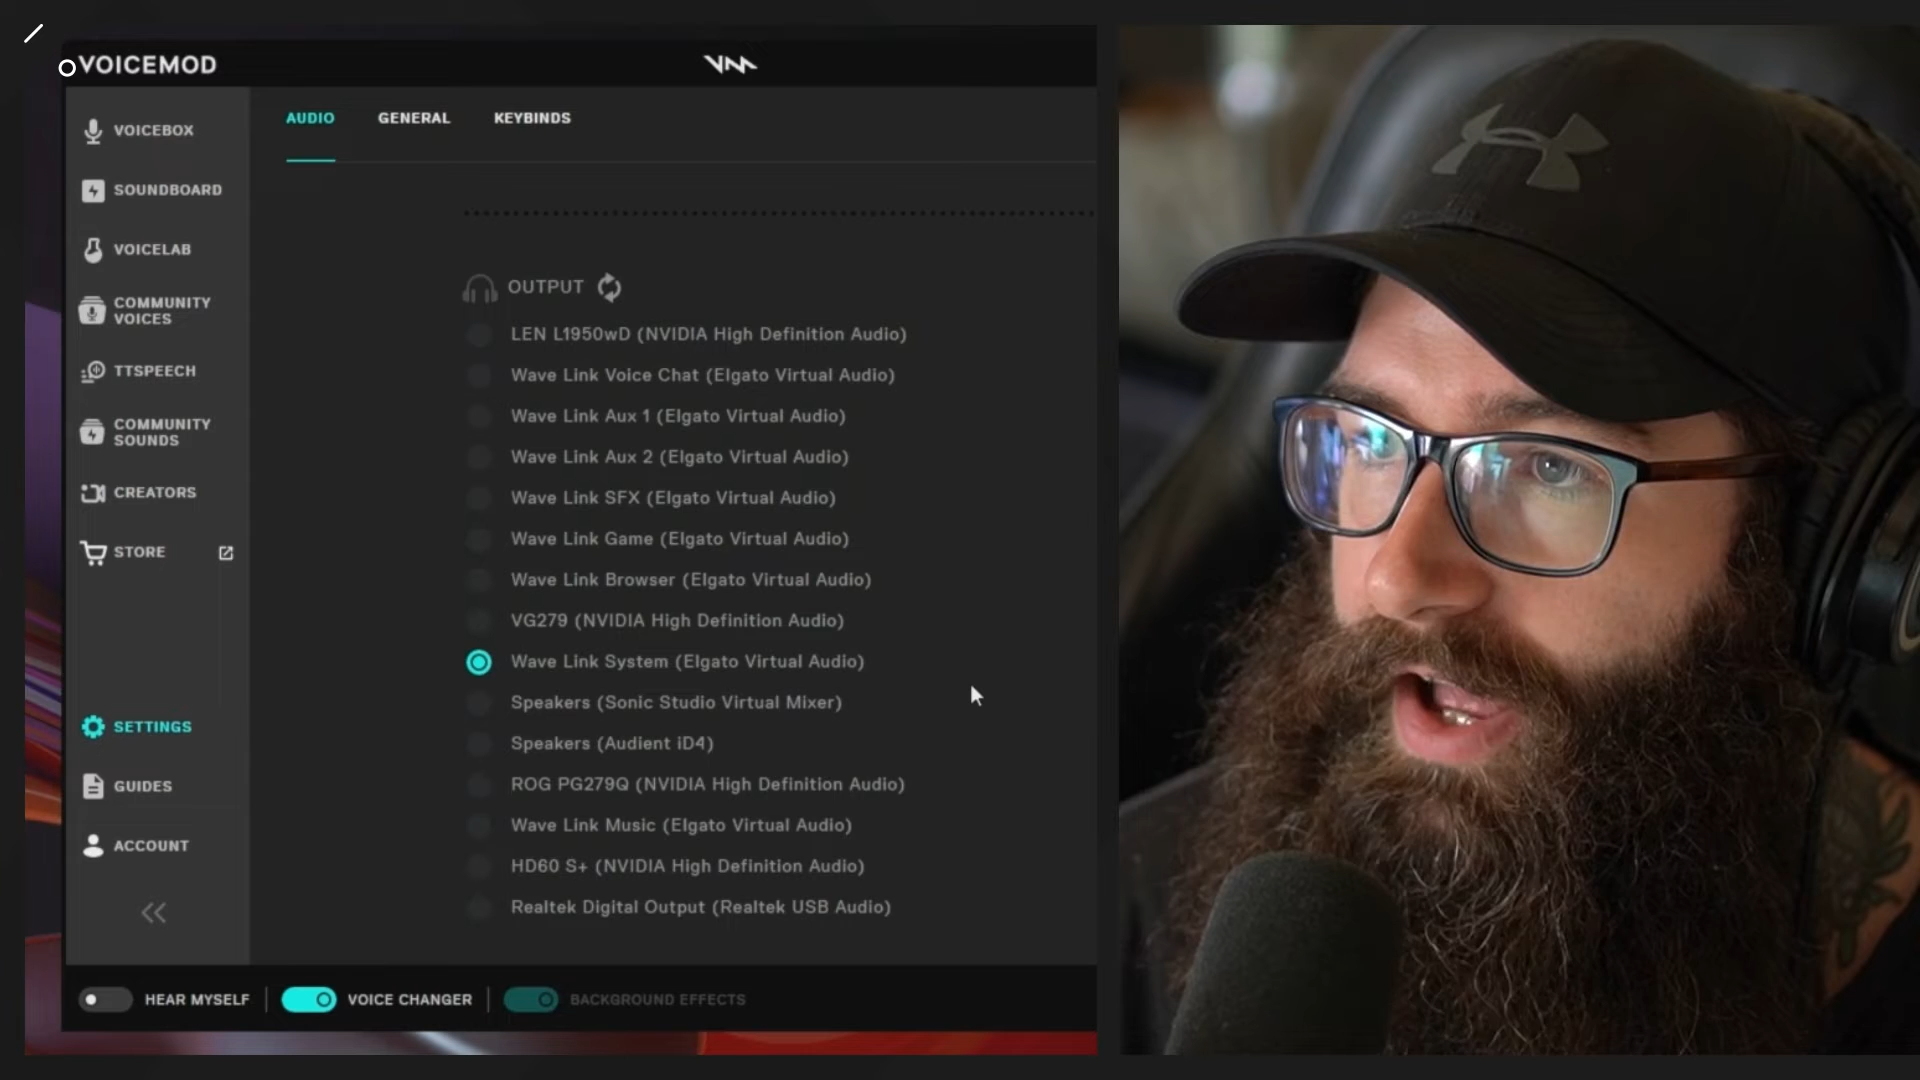 VOICEMOD
VOICEBOX
SOUNDBOARD
VOICELAB
COMMUNITY
VOICES
TTSPEECH
COMMUNITY
SOUNDS
CREATORS
STORE
SETTINGS
GUIDES
ACCOUNT
AUDIO GENERAL KEYBINDS
OUTPUT
LEN L1950wD (NVIDIA High Definition Audio)
Wave Link Voice Chat (Elgato Virtual Audio)
Wave Link Aux 1 (Elgato Virtual Audio)
Wave Link Aux 2 (Elgato Virtual Audio)
Wave Link SFX (Elgato Virtual Audio)
Wave Link Game (Elgato Virtual Audio)
Wave Link Browser (Elgato Virtual Audio)
VG279 (NVIDIA High Definition Audio)
Wave Link System (Elgato Virtual Audio)
Speakers (Sonic Studio Virtual Mixer)
Speakers (Audient iD4)
ROG PG279Q (NVIDIA High Definition Audio)
Wave Link Music (Elgato Virtual Audio)
HD60 S+ (NVIDIA High Definition Audio)
Realtek Digital Output (Realtek USB Audio)
HEAR MYSELF VOICE CHANGER BACKGROUND EFFECTS